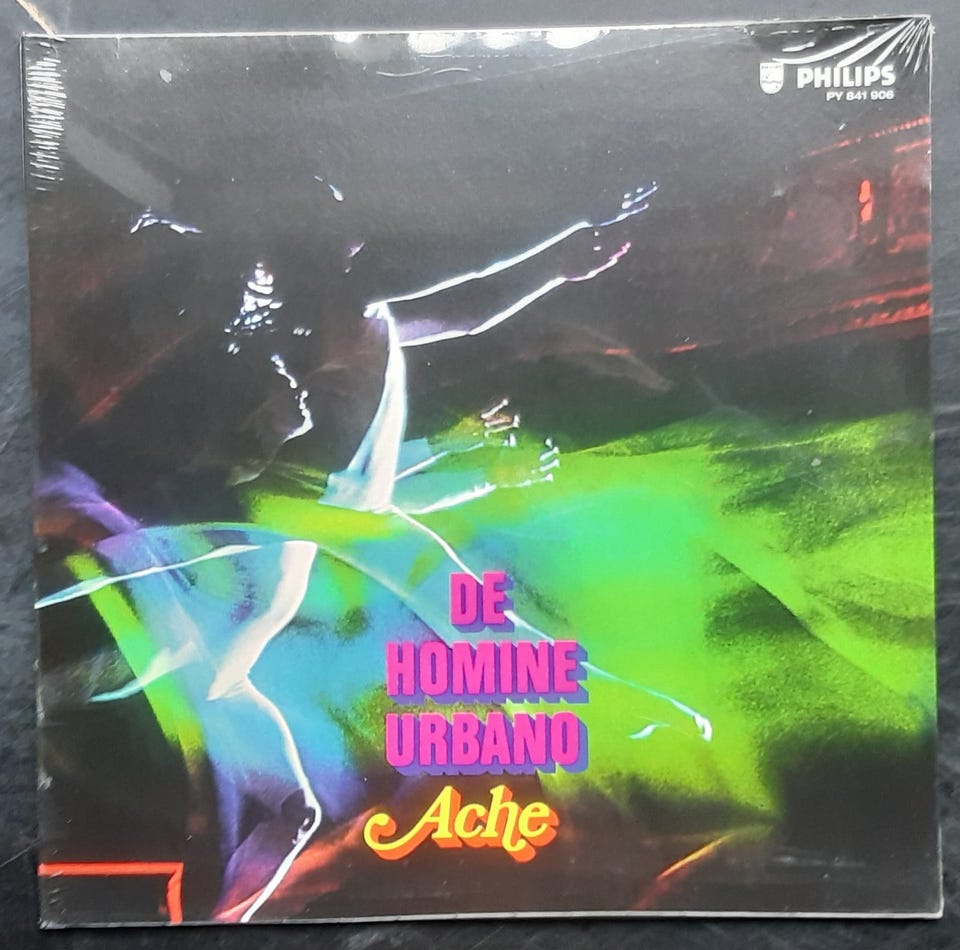 PHILIPS
PY 841 906
DE
HOMINE
URBANO
Ache